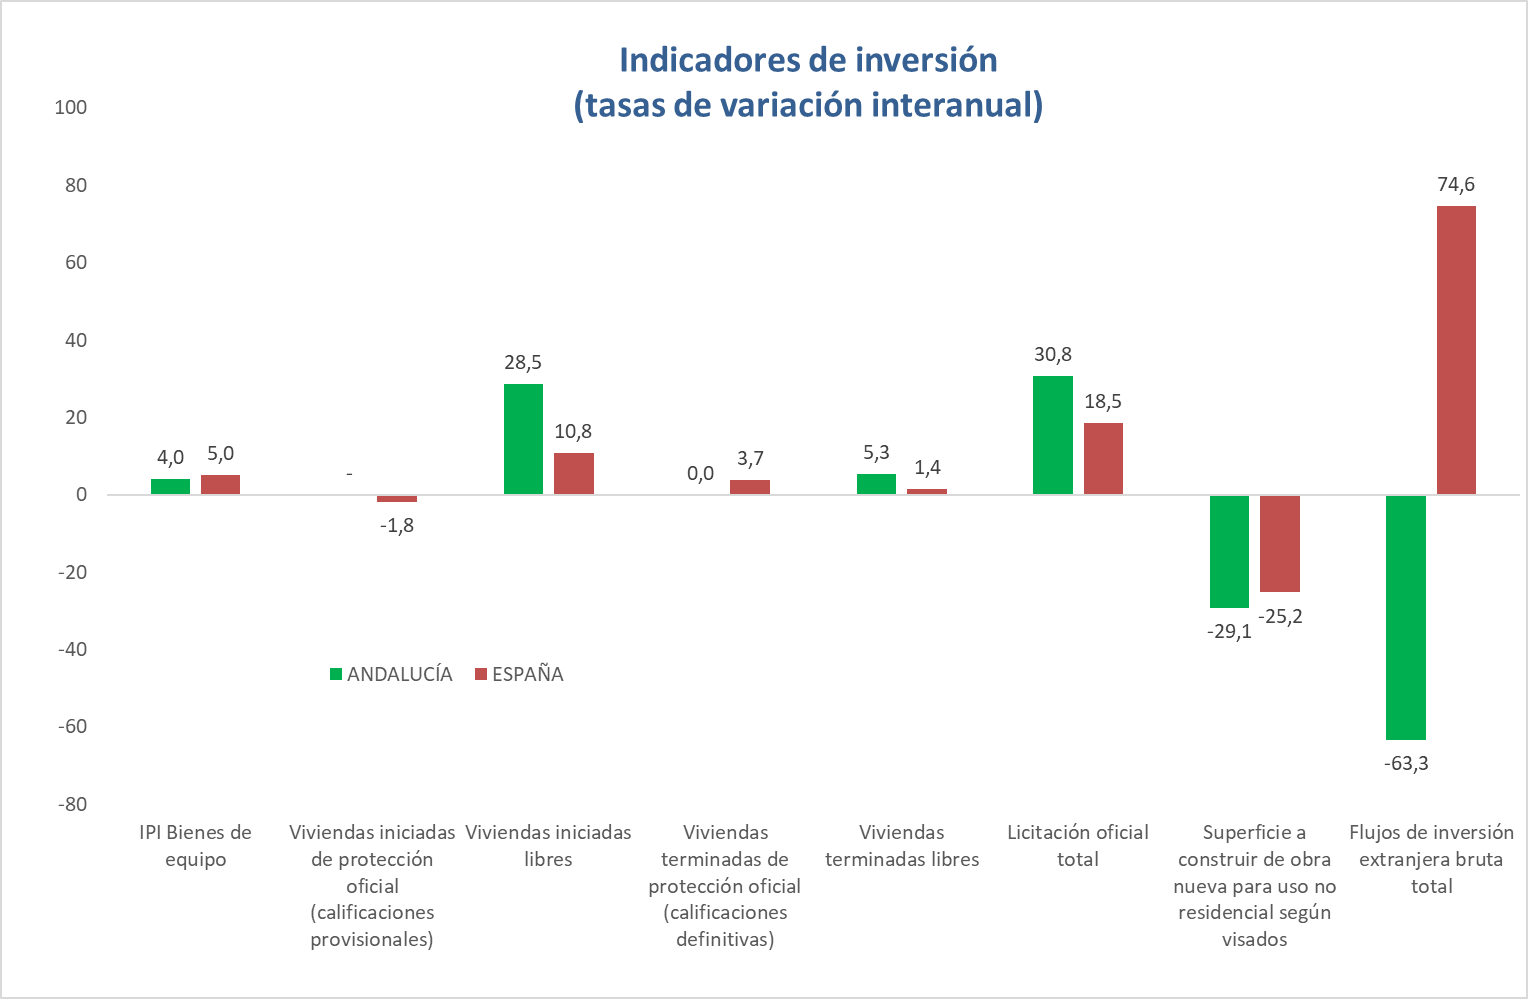 Indicadores de inversión
(tasas de variación interanual)
100
80
60
40
20
0
-20
-40
-60
-80
4,0
5,0
-
-1,8
28,5
10,8
0,0
3,7
5,3
1,4
30,8
18,5
-29,1
-25,2
-63,3
74,6
ANDALUCÍA
ESPAÑA
IPI Bienes de
equipo
Viviendas iniciadas
de protección
oficial
(calificaciones
provisionales)
Viviendas iniciadas
libres
Viviendas
terminadas de
protección oficial
(calificaciones
definitivas)
Viviendas
terminadas libres
Licitación oficial
total
Superficie a
construir de obra
nueva para uso no
residencial según
visados
Flujos de inversión
extranjera bruta
total